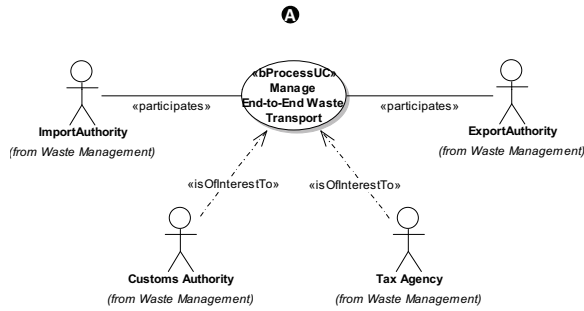 A
«bProcessUC»
Manage
End-to-End Waste
Transport
«participates»
«participates»
ImportAuthority
ExportAuthority
(from Waste Management)
(from Waste Management)
«isOfInterestTo»
«isOfInterestTo»
Customs Authority
Tax Agency
(from Waste Management)
(from Waste Management)